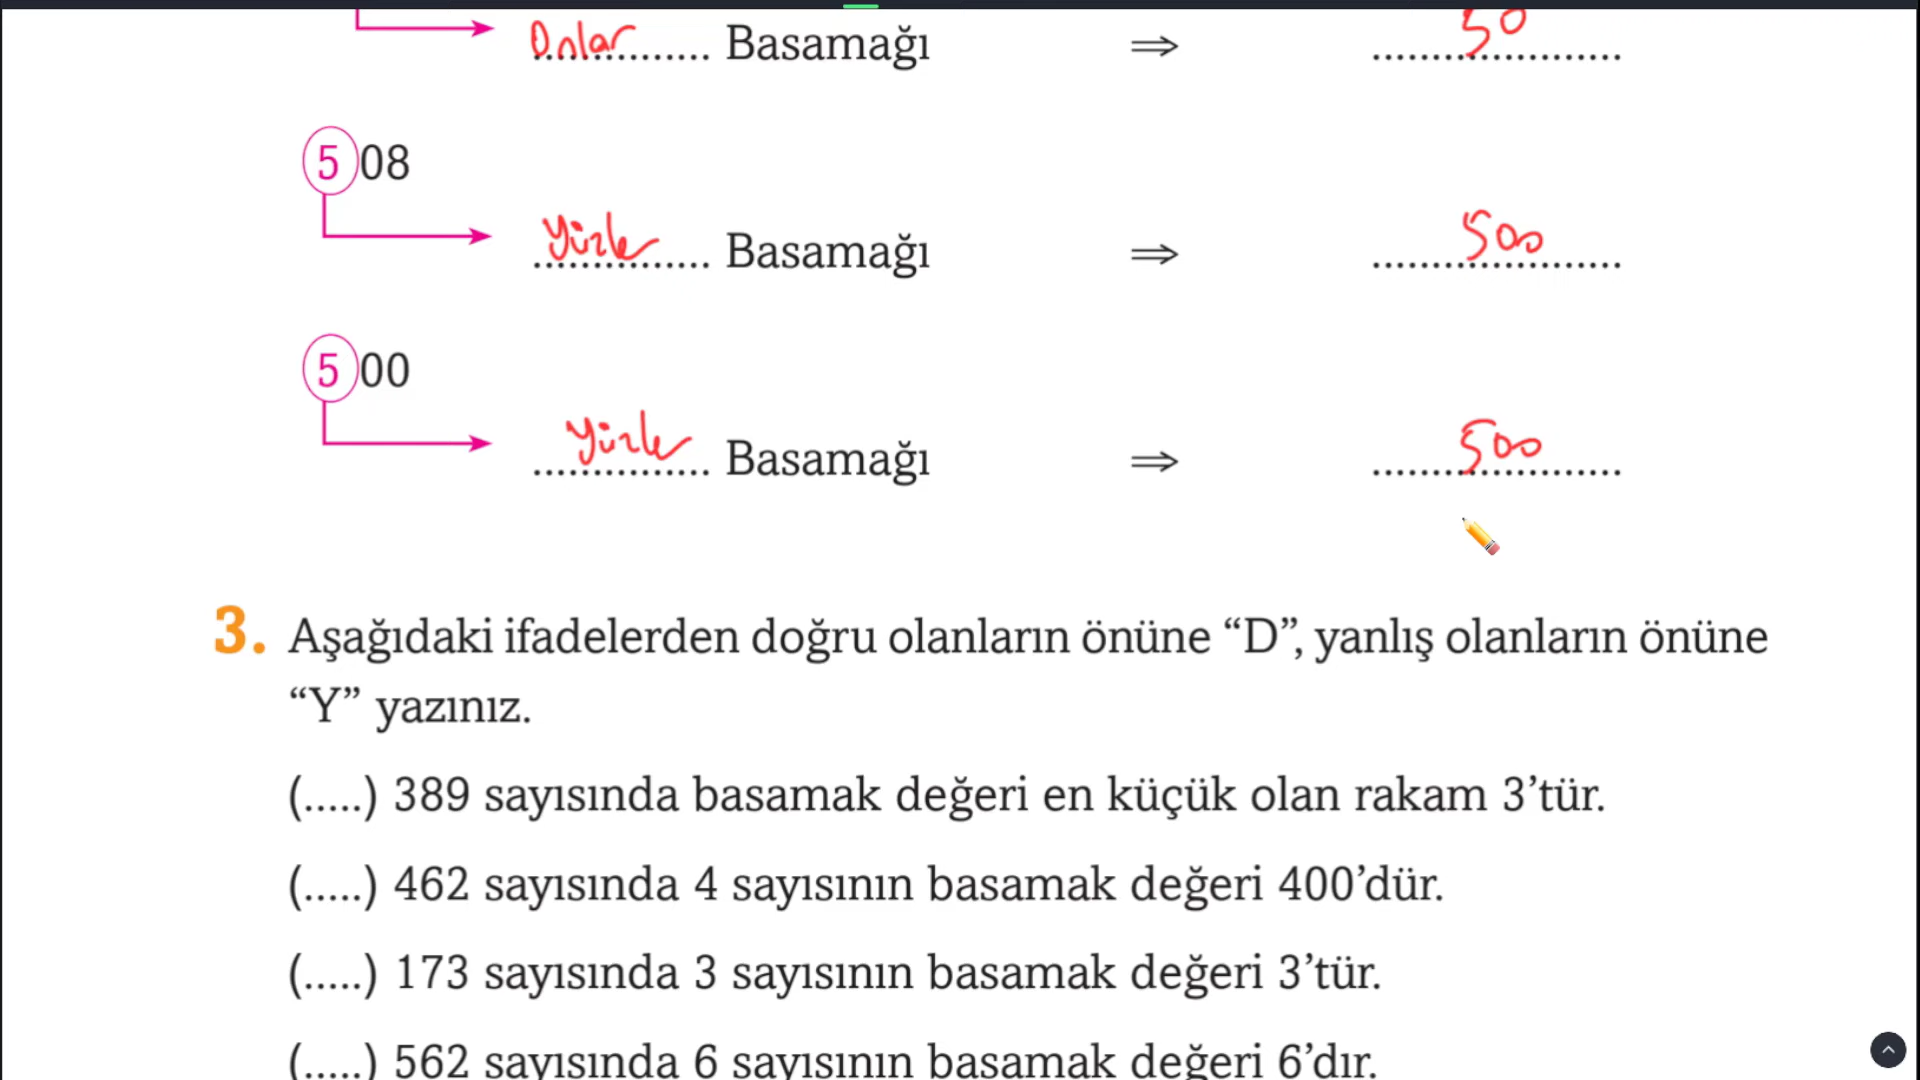 Onlar Basamağı ⇒ 50
508
Yüzler Basamağı ⇒ 500
500
Yüzler Basamağı ⇒ 500
3. Aşağıdaki ifadelerden doğru olanların önüne “D”, yanlış olanların önüne
“Y” yazınız.
(.....) 389 sayısında basamak değeri en küçük olan rakam 3’tür.
(.....) 462 sayısında 4 sayısının basamak değeri 400’dür.
(.....) 173 sayısında 3 sayısının basamak değeri 3’tür.
(.....) 562 sayısında 6 sayısının basamak değeri 6’dır.